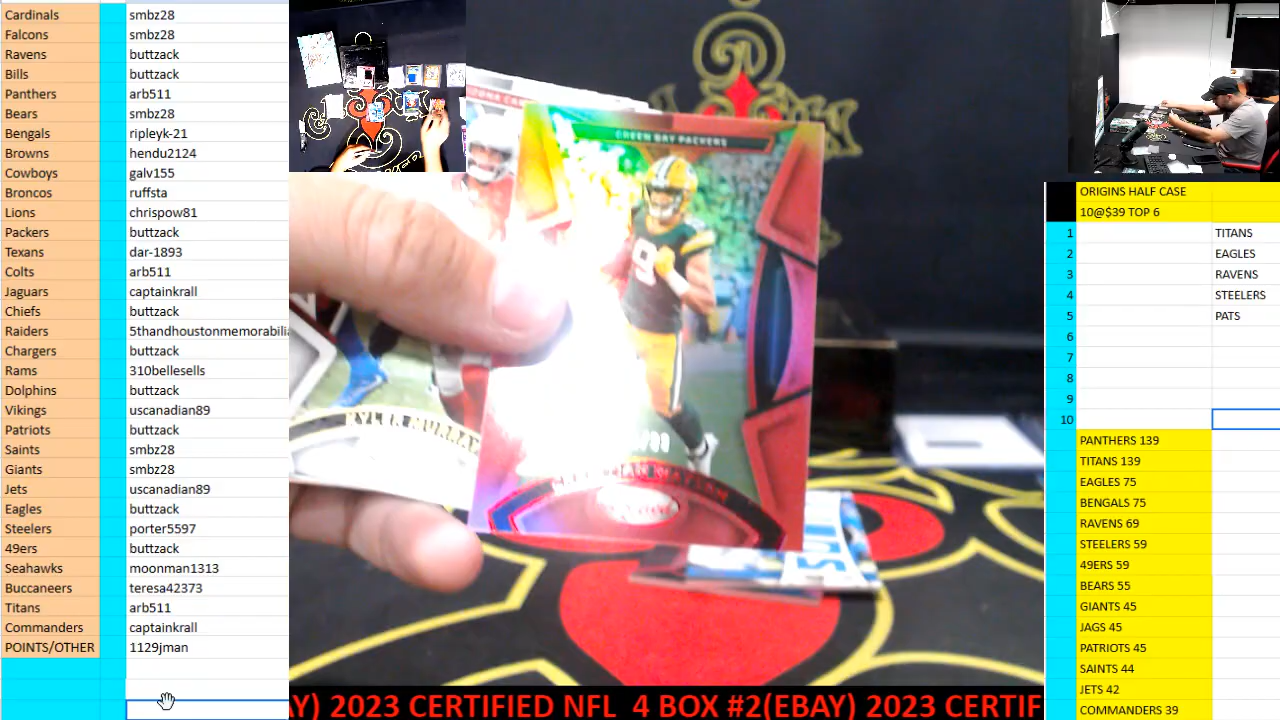 Cardinals smbz28
Falcons smbz28
Ravens buttzack
Bills buttzack
Panthers arb511
Bears smbz28
Bengals ripleyk-21
Browns hendu2124
Cowboys galv155
Broncos ruffsta
Lions chrispow81
Packers buttzack
Texans dar-1893
Colts arb511
Jaguars captainkrall
Chiefs buttzack
Raiders 5thandhoustonmemorabili
Chargers buttzack
Rams 310bellesells
Dolphins buttzack
Vikings uscanadian89
Patriots buttzack
Saints smbz28
Giants smbz28
Jets uscanadian89
Eagles buttzack
Steelers porter5597
49ers buttzack
Seahawks moonman1313
Buccaneers teresa42373
Titans arb511
Commanders captainkrall
POINTS/OTHER 1129jman
GREEN BAY PACKERS
9
KYLER MURRAY
AY) 2023 CERTIFIED NFL 4 BOX #2(EBAY) 2023 CERTIF
ORIGINS HALF CASE
10@$39 TOP 6
1 TITANS
2 EAGLES
3 RAVENS
4 STEELERS
5 PATS
6
7
8
9
10
PANTHERS 139
TITANS 139
EAGLES 75
BENGALS 75
RAVENS 69
STEELERS 59
49ERS 59
BEARS 55
GIANTS 45
JAGS 45
PATRIOTS 45
SAINTS 44
JETS 42
COMMANDERS 39